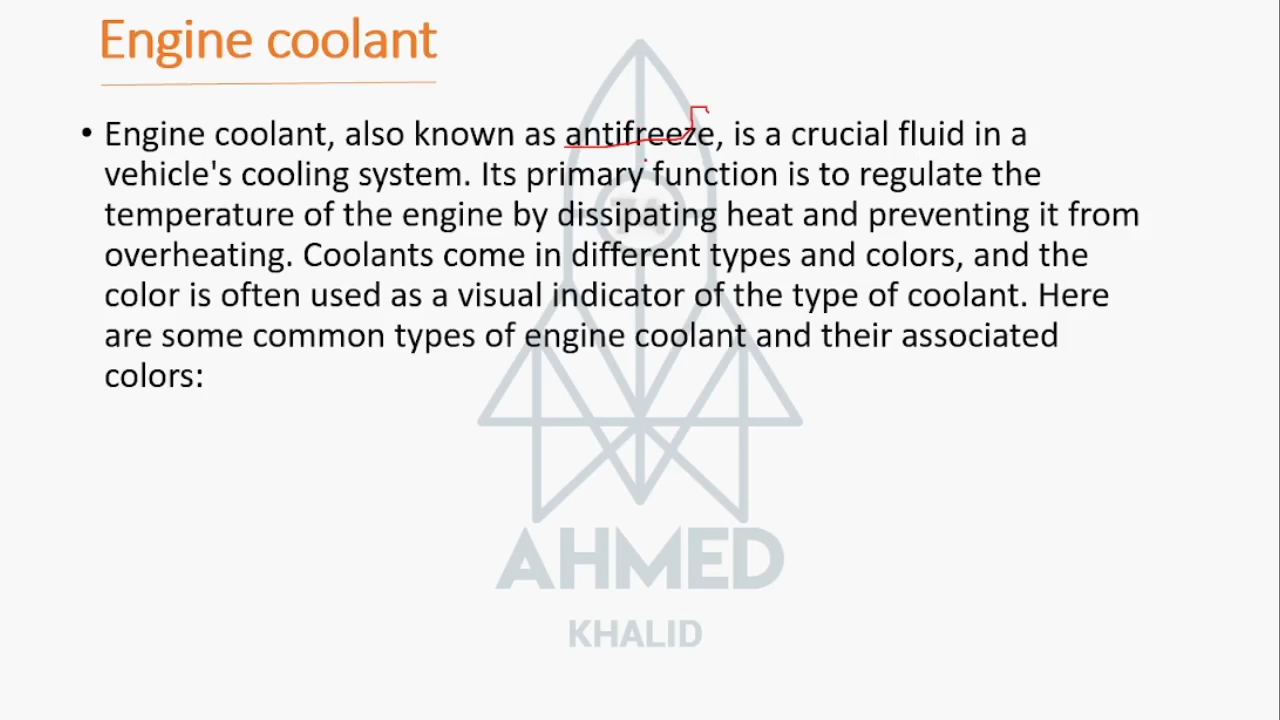 Engine coolant
• Engine coolant, also known as antifreeze, is a crucial fluid in a
vehicle's cooling system. Its primary function is to regulate the
temperature of the engine by dissipating heat and preventing it from
overheating. Coolants come in different types and colors, and the
color is often used as a visual indicator of the type of coolant. Here
are some common types of engine coolant and their associated
colors:
AHMED
KHALID